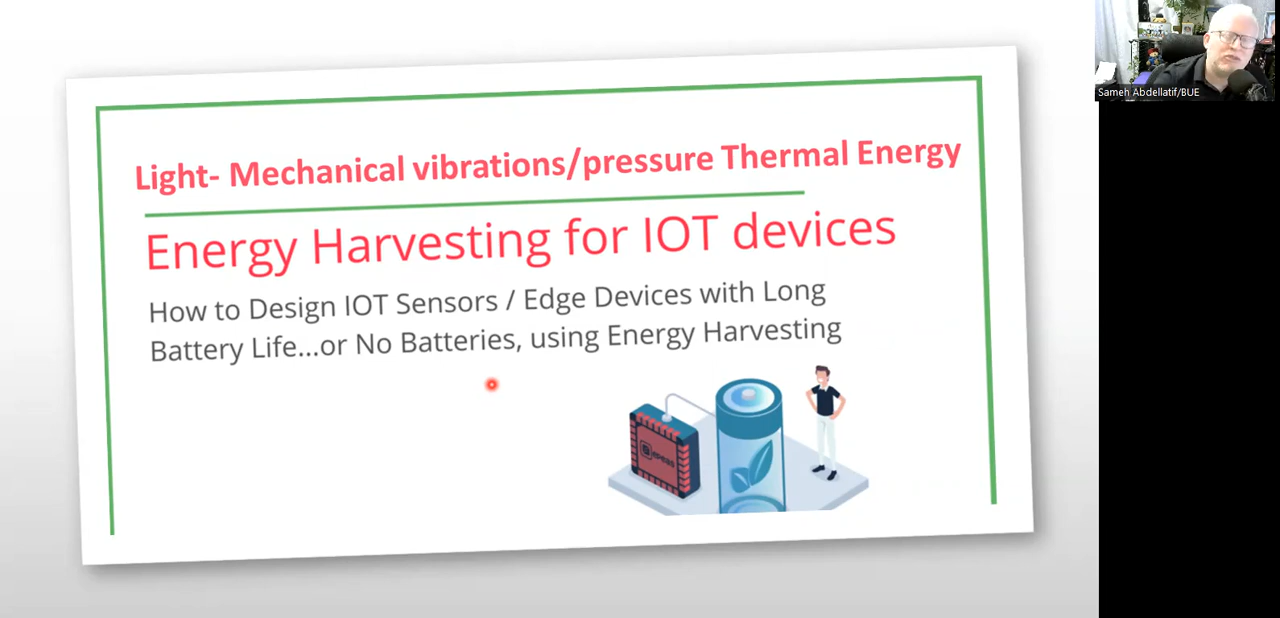 Light- Mechanical vibrations/pressure Thermal Energy
Energy Harvesting for IOT devices
How to Design IOT Sensors / Edge Devices with Long
Battery Life...or No Batteries, using Energy Harvesting
epeas
Sameh Abdellatif/BUE